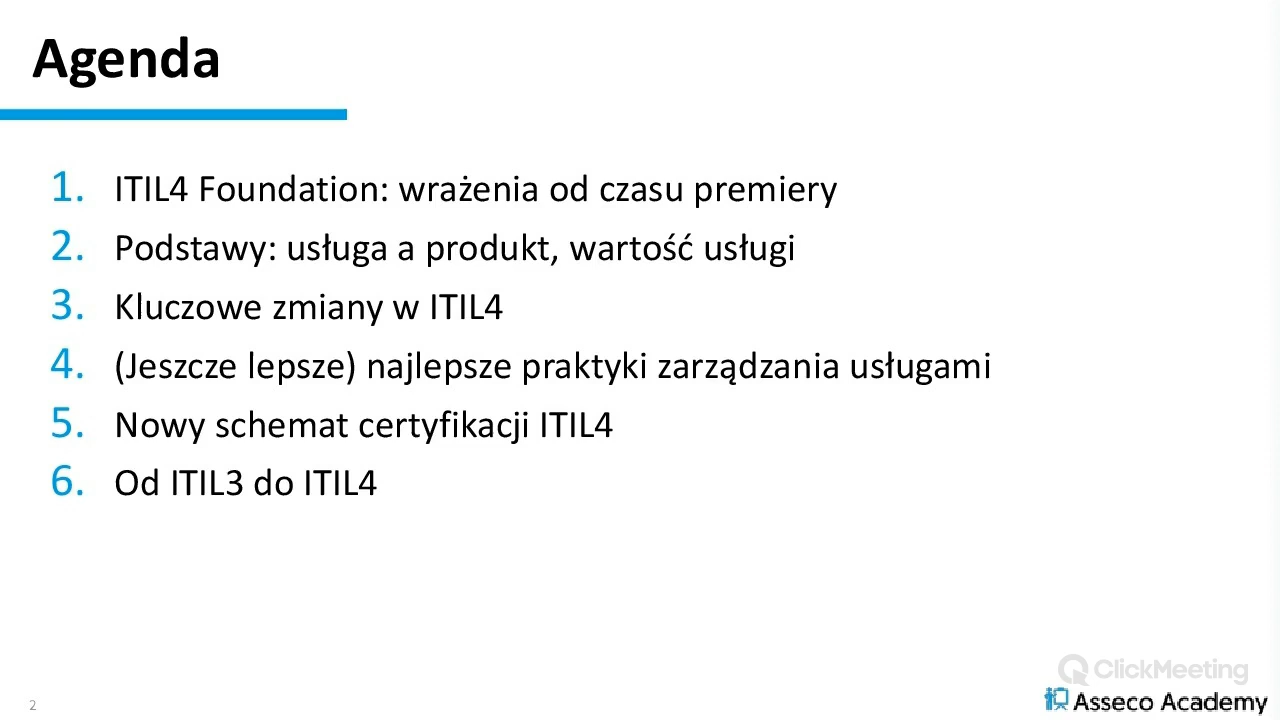 Agenda
1. ITIL4 Foundation: wrażenia od czasu premiery
2. Podstawy: usługa a produkt, wartość usługi
3. Kluczowe zmiany w ITIL4
4. (Jeszcze lepsze) najlepsze praktyki zarządzania usługami
5. Nowy schemat certyfikacji ITIL4
6. Od ITIL3 do ITIL4
ClickMeeting
2
Asseco Academy